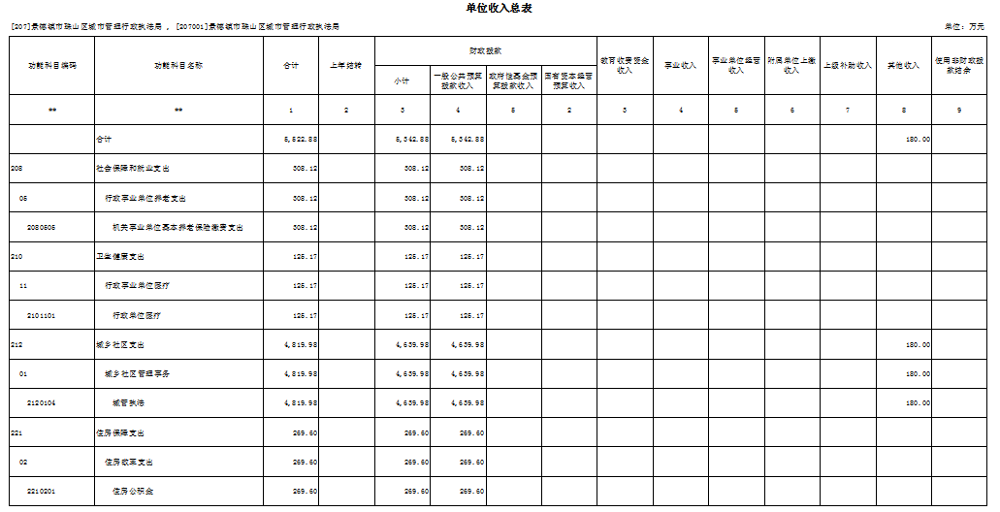 单位收入总表
[207]景德镇市珠山区城市管理行政执法局 , [207001]景德镇市珠山区城市管理行政执法局 单位：万元
功能科目编码 功能科目名称 合计 上年结转 财政拨款 教育收费资金收入 事业收入 事业单位经营收入 附属单位上缴收入 上级补助收入 其他收入 使用非财政拨款结余
小计 一般公共预算拨款收入 政府性基金预算拨款收入 国有资本经营预算收入
** ** 1 2 3 4 5 2 3 4 5 6 7 8 9
合计 5,522.88 5,342.88 5,342.88 180.00
208 社会保障和就业支出 308.12 308.12 308.12
05 行政事业单位养老支出 308.12 308.12 308.12
2080505 机关事业单位基本养老保险缴费支出 308.12 308.12 308.12
210 卫生健康支出 125.17 125.17 125.17
11 行政事业单位医疗 125.17 125.17 125.17
2101101 行政单位医疗 125.17 125.17 125.17
212 城乡社区支出 4,819.98 4,639.98 4,639.98 180.00
01 城乡社区管理事务 4,819.98 4,639.98 4,639.98 180.00
2120104 城管执法 4,819.98 4,639.98 4,639.98 180.00
221 住房保障支出 269.60 269.60 269.60
02 住房改革支出 269.60 269.60 269.60
2210201 住房公积金 269.60 269.60 269.60